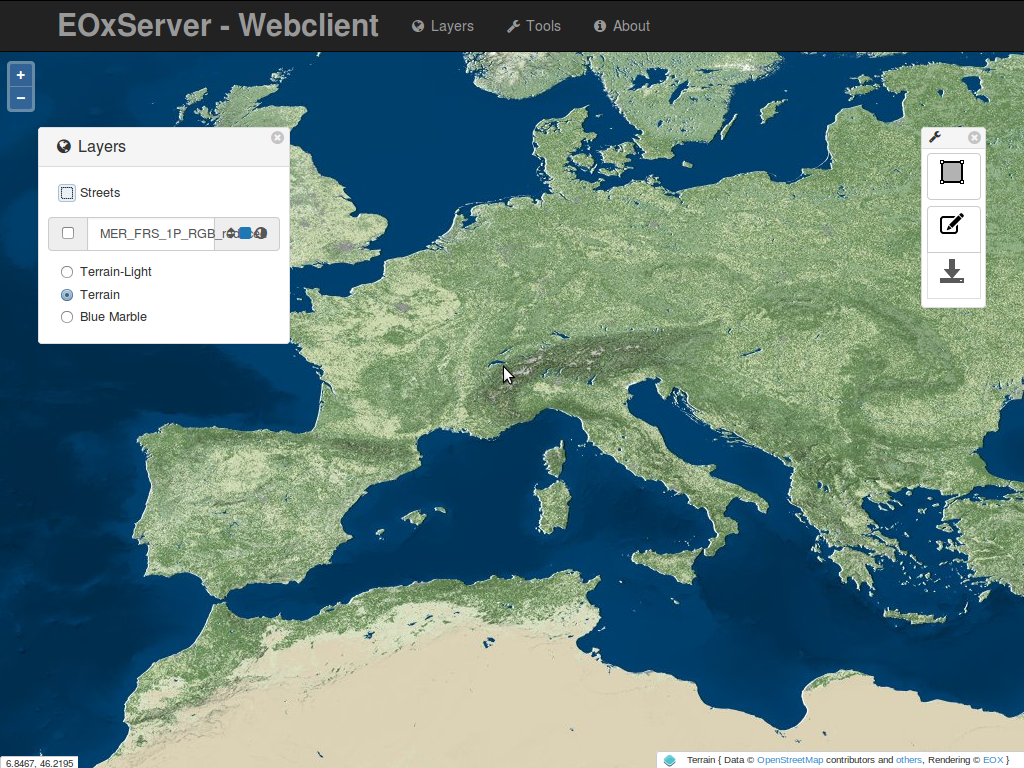 EOxServer - Webclient
Layers
Tools
About
+
−
Layers
Streets
MER_FRS_1P_RGB_
Terrain-Light
Terrain
Blue Marble
6.8467, 46.2195
Terrain { Data © OpenStreetMap contributors and others, Rendering © EOX }